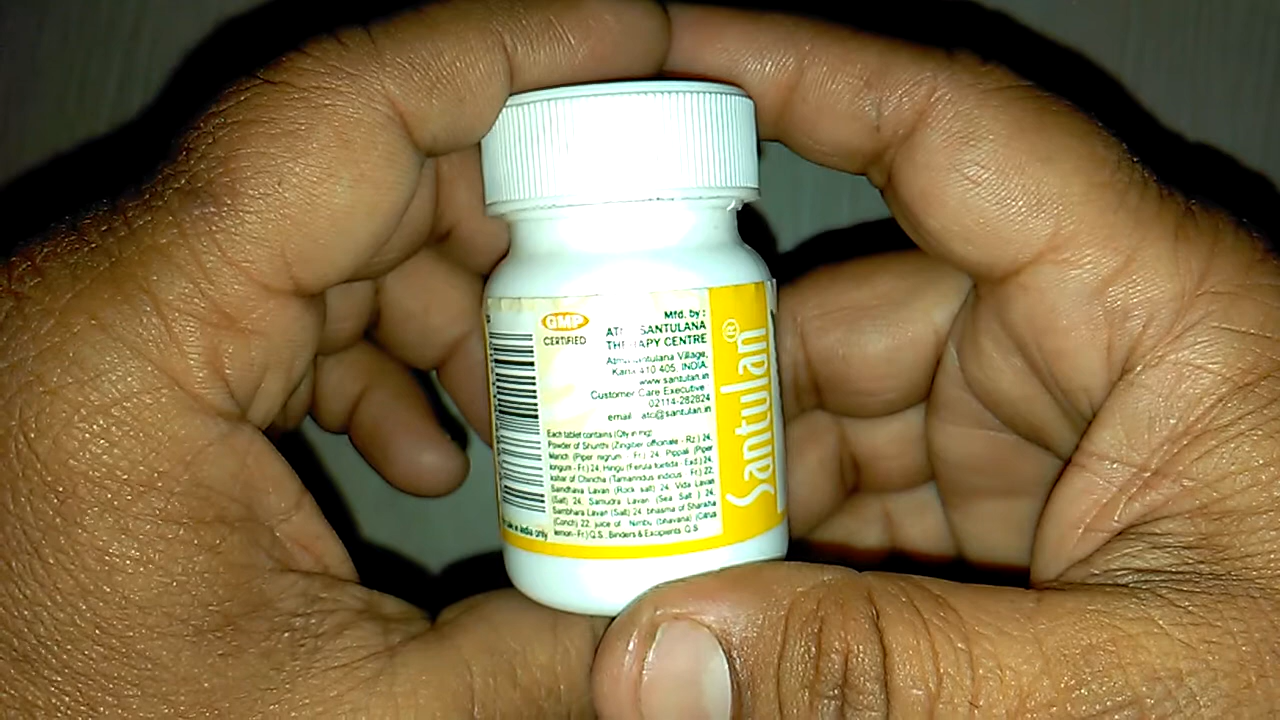 GMP
CERTIFIED
Mfd. by :
SANTULANA
APY CENTRE
Village,
410 405. INDIA.
www.santulan.in
Customer Care Executive
02114-282824
email : atc@santulan.in
Each tablet contains (Qty in mg)
Powder of Shunthi (Zingiber officinale - Rz.) 24,
Marich (Piper nigrum - Fr.) 24, Pippali (Piper
longum - Fr.) 24, Hingu (Ferula foetida - Exd.) 24,
kshar of Chincha (Tamarindus indicus - Fr.) 22,
Saindhava Lavan (Rock salt) 24, Vida Lavan
(Salt) 24, Samudra Lavan (Sea Salt ) 24,
Sambhara Lavan (Salt) 24, bhasma of Shankha
(Conch) 22, juice of Nimbu (bhavana) (Citrus
lemon - Fr.) Q.S., Binders & Excipients Q.S.
in India only
Santulan®